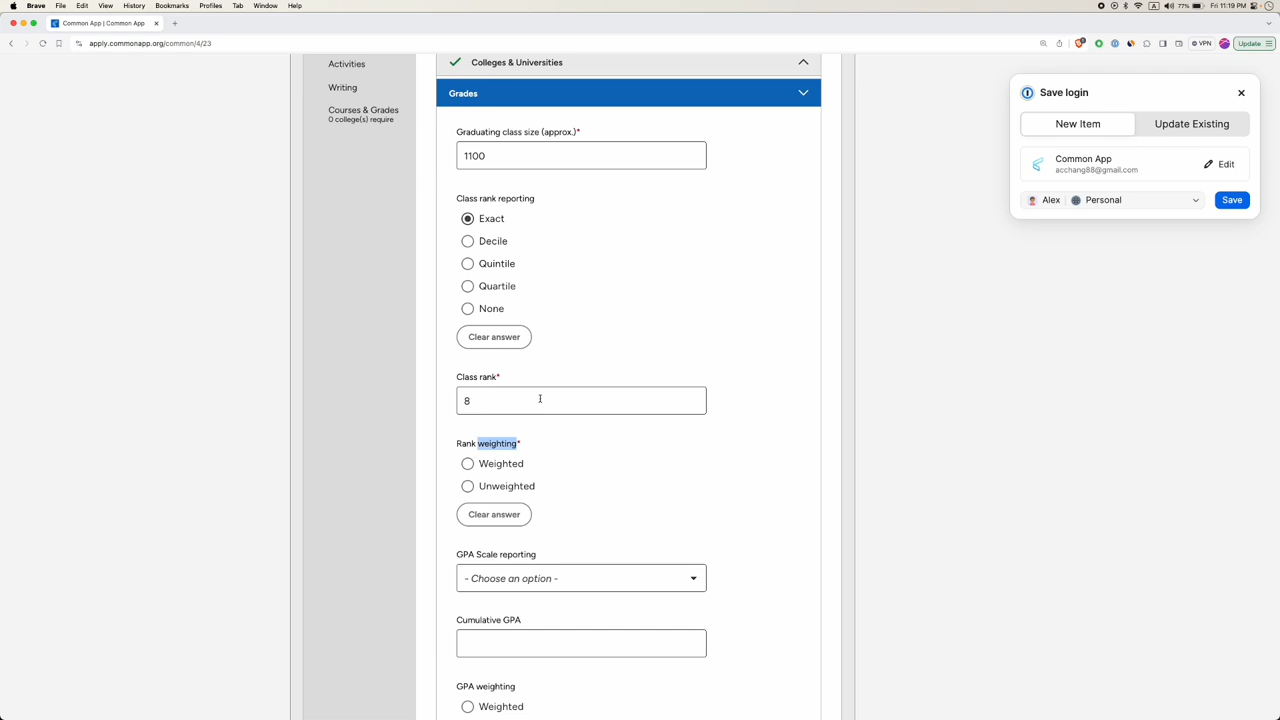 Brave File Edit View History Bookmarks Profiles Tab Window Help
77% Fri 11:19 PM
Common App | Common App
apply.commonapp.org/common/4/23
VPN Update
Activities
Writing
Courses & Grades
0 college(s) require
Colleges & Universities
Grades
Graduating class size (approx.)*
1100
Class rank reporting
Exact
Decile
Quintile
Quartile
None
Clear answer
Class rank*
8
Rank weighting*
Weighted
Unweighted
Clear answer
GPA Scale reporting
- Choose an option -
Cumulative GPA
GPA weighting
Weighted
Save login
New Item Update Existing
Common App
acchang88@gmail.com
Edit
Alex Personal
Save